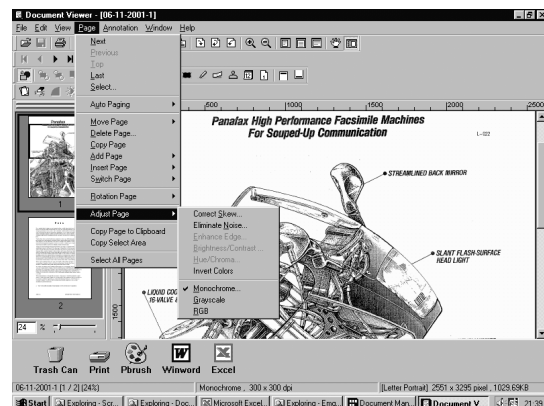 Document Viewer - [06-11-2001-1]
File Edit View Page Annotation Window Help
Next
Previous
Top
Last
Select...
Auto Paging
Move Page
Delete Page...
Copy Page
Add Page
Insert Page
Switch Page
Rotation Page
Adjust Page
Copy Page to Clipboard
Copy Select Area
Select All Pages
Correct Skew...
Eliminate Noise...
Enhance Edge...
Brightness/Contrast...
Hue/Chroma...
Invert Colors
Monochrome...
Grayscale
RGB
500 1000 1500 2000 2500
Panafax High Performance Facsimile Machines
For Souped-Up Communication
L-022
STREAMLINED BACK MIRROR
SLANT FLASH-SURFACE
HEAD LIGHT
LIQUID COO
16-VALVE
1600
1
2
24 %
Trash Can Print Pbrush Winword Excel
06-11-2001-1 [1 / 2] (24%) Monochrome , 300 x 300 dpi [Letter Portrait] 2551 x 3295 pixel , 1029.69KB
Start Exploring - Scr... Exploring - Doc... Microsoft Excel... Exploring - Emg... Document Man... Document V... 21:39